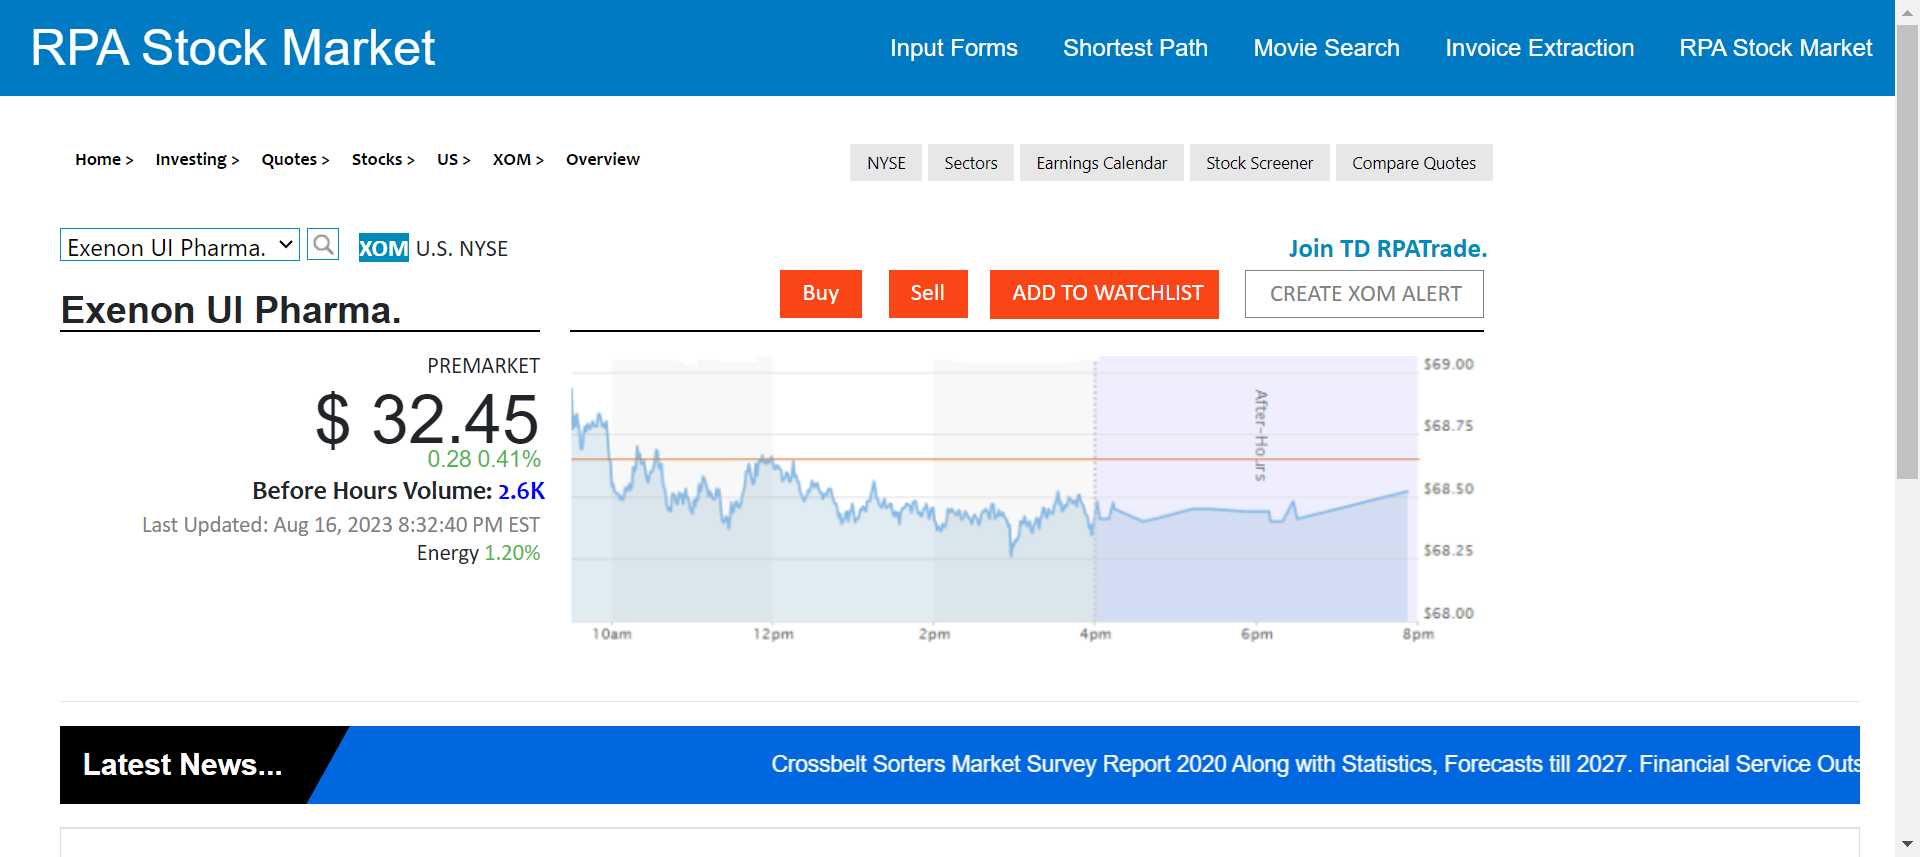 RPA Stock Market
Input Forms Shortest Path Movie Search Invoice Extraction RPA Stock Market
Home > Investing > Quotes > Stocks > US > XOM > Overview
NYSE Sectors Earnings Calendar Stock Screener Compare Quotes
Exenon UI Pharma. XOM U.S. NYSE
Join TD RPATrade.
Buy Sell ADD TO WATCHLIST CREATE XOM ALERT
Exenon UI Pharma.
PREMARKET
$ 32.45
0.28 0.41%
Before Hours Volume: 2.6K
Last Updated: Aug 16, 2023 8:32:40 PM EST
Energy 1.20%
After-Hours
$69.00
$68.75
$68.50
$68.25
$68.00
10am 12pm 2pm 4pm 6pm 8pm
Latest News...
Crossbelt Sorters Market Survey Report 2020 Along with Statistics, Forecasts till 2027. Financial Service Outs